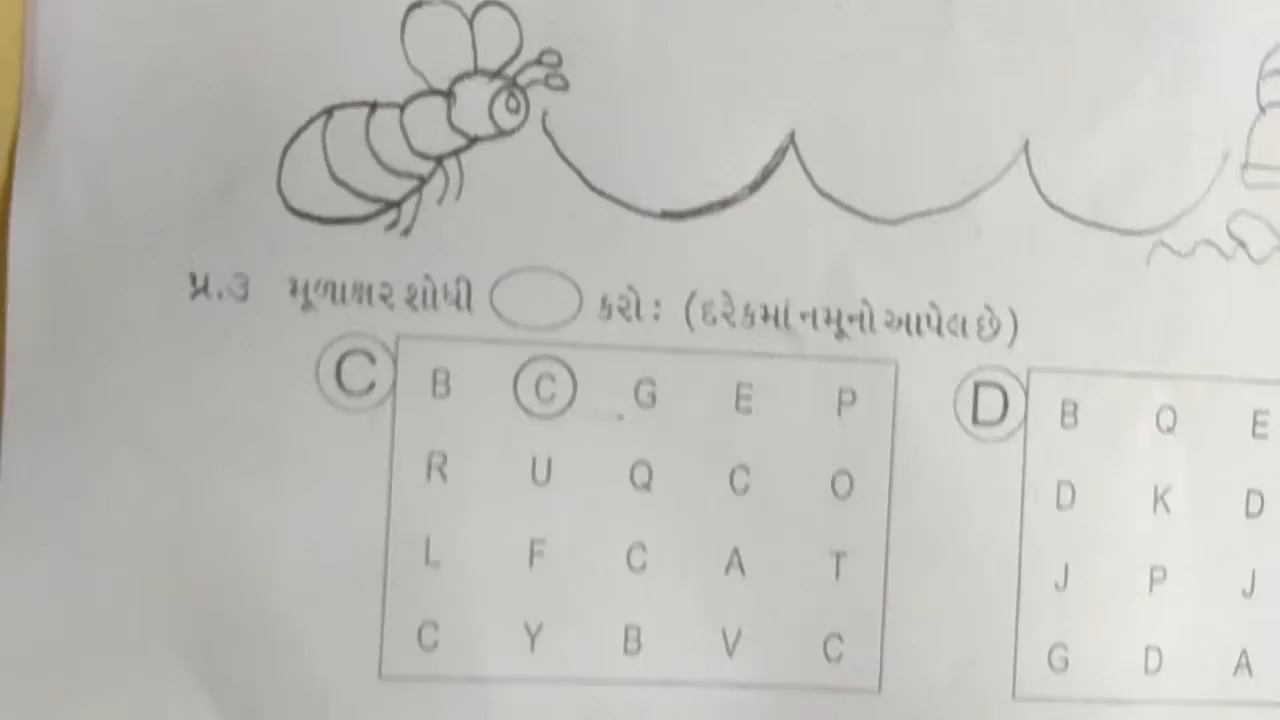 પ્ર.૩ મૂળાક્ષર શોધી કરો: (દરેકમાં નમૂનો આપેલ છે)
C
B C G E P
R U Q C O
L F C A T
C Y B V C
D
B Q E
D K D
J P J
G D A